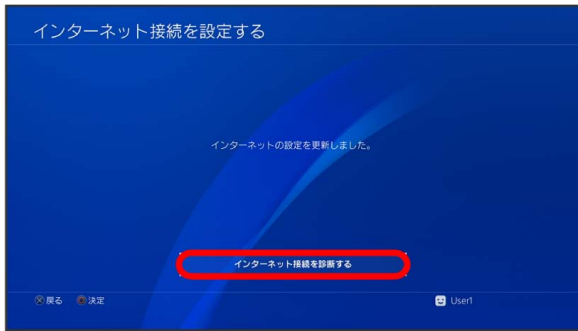 インターネット接続を設定する
インターネットの設定を更新しました。
インターネット接続を診断する
戻る 決定
User1